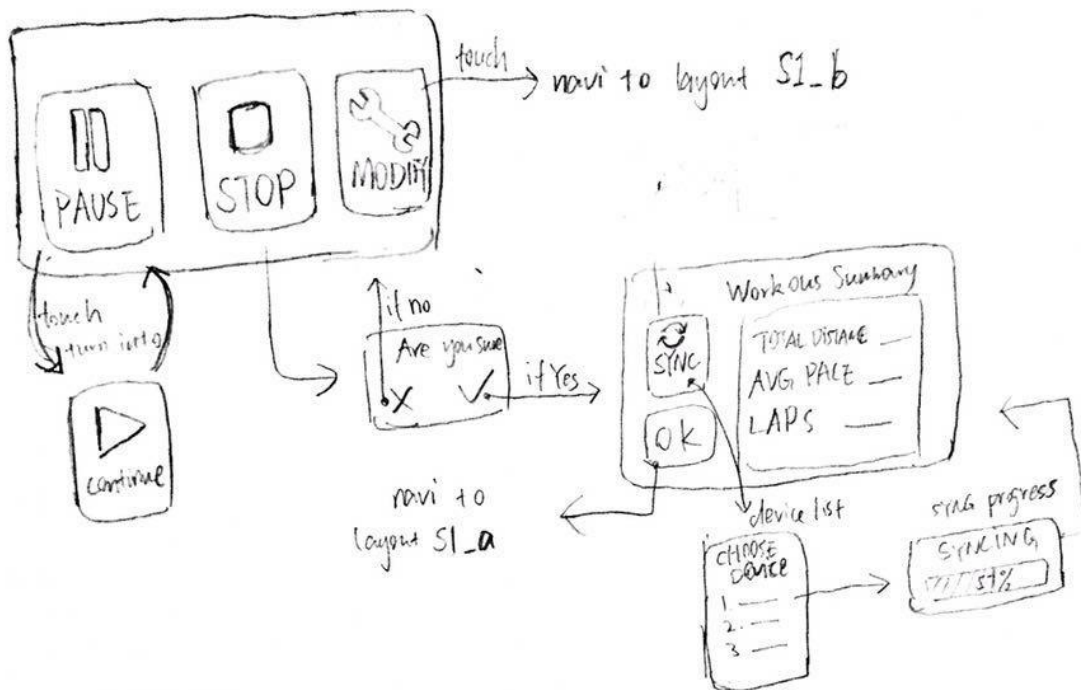 touch
navi to layout S1_b
PAUSE
STOP
MODIFY
touch
turn into
continue
if no
Are you sure
X
if Yes
Workous Summary
SYNC
OK
TOTAL DISTANCE
AVG. PACE
LAPS
navi to
layout S1_a
device list
CHOOSE
DEVICE
1.
2.
3
sync progress
SYNCING
51%